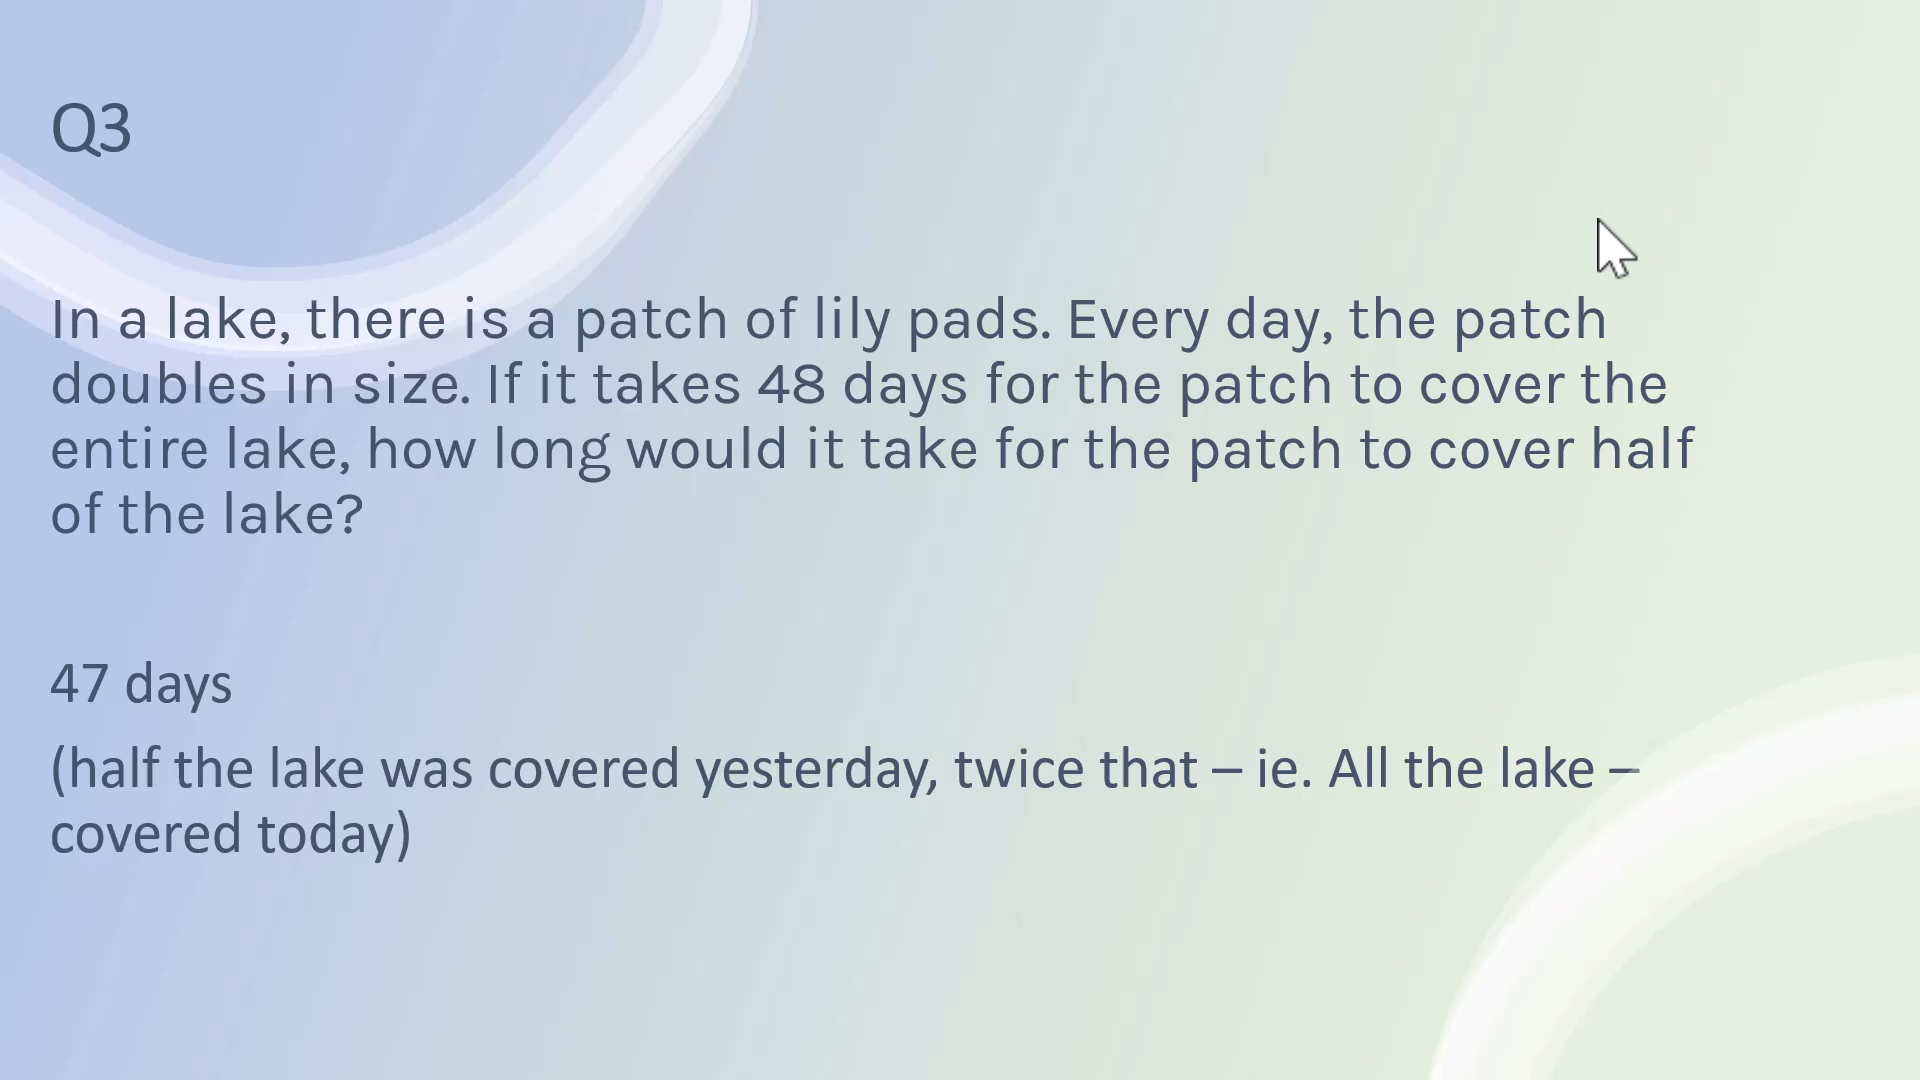 Q3
In a lake, there is a patch of lily pads. Every day, the patch
doubles in size. If it takes 48 days for the patch to cover the
entire lake, how long would it take for the patch to cover half
of the lake?
47 days
(half the lake was covered yesterday, twice that – ie. All the lake –
covered today)